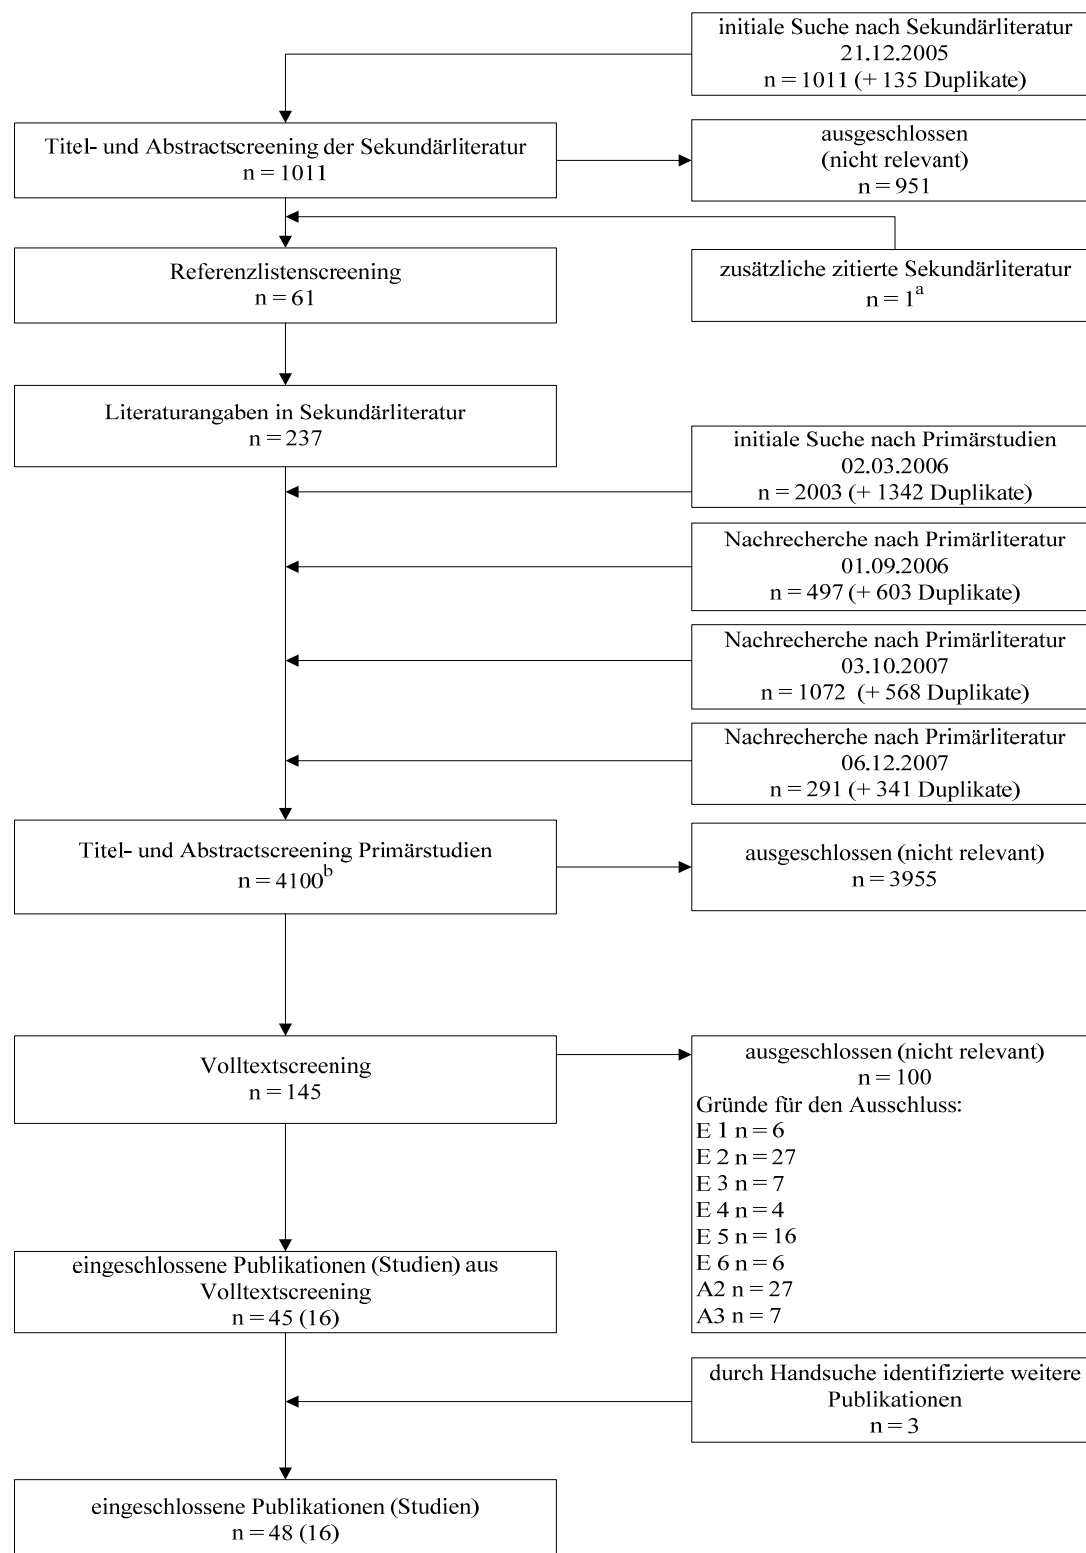 initiale Suche nach Sekundärliteratur
21.12.2005
n = 1011 (+ 135 Duplikate)
Titel- und Abstractscreening der Sekundärliteratur
n = 1011
ausgeschlossen
(nicht relevant)
n = 951
Referenzlistenscreening
n = 61
zusätzliche zitierte Sekundärliteratur
n = 1a
Literaturangaben in Sekundärliteratur
n = 237
initiale Suche nach Primärstudien
02.03.2006
n = 2003 (+ 1342 Duplikate)
Nachrecherche nach Primärliteratur
01.09.2006
n = 497 (+ 603 Duplikate)
Nachrecherche nach Primärliteratur
03.10.2007
n = 1072 (+ 568 Duplikate)
Nachrecherche nach Primärliteratur
06.12.2007
n = 291 (+ 341 Duplikate)
Titel- und Abstractscreening Primärstudien
n = 4100b
ausgeschlossen (nicht relevant)
n = 3955
Volltextscreening
n = 145
ausgeschlossen (nicht relevant)
n = 100
Gründe für den Ausschluss:
E 1 n = 6
E 2 n = 27
E 3 n = 7
E 4 n = 4
E 5 n = 16
E 6 n = 6
A2 n = 27
A3 n = 7
eingeschlossene Publikationen (Studien) aus
Volltextscreening
n = 45 (16)
durch Handsuche identifizierte weitere
Publikationen
n = 3
eingeschlossene Publikationen (Studien)
n = 48 (16)